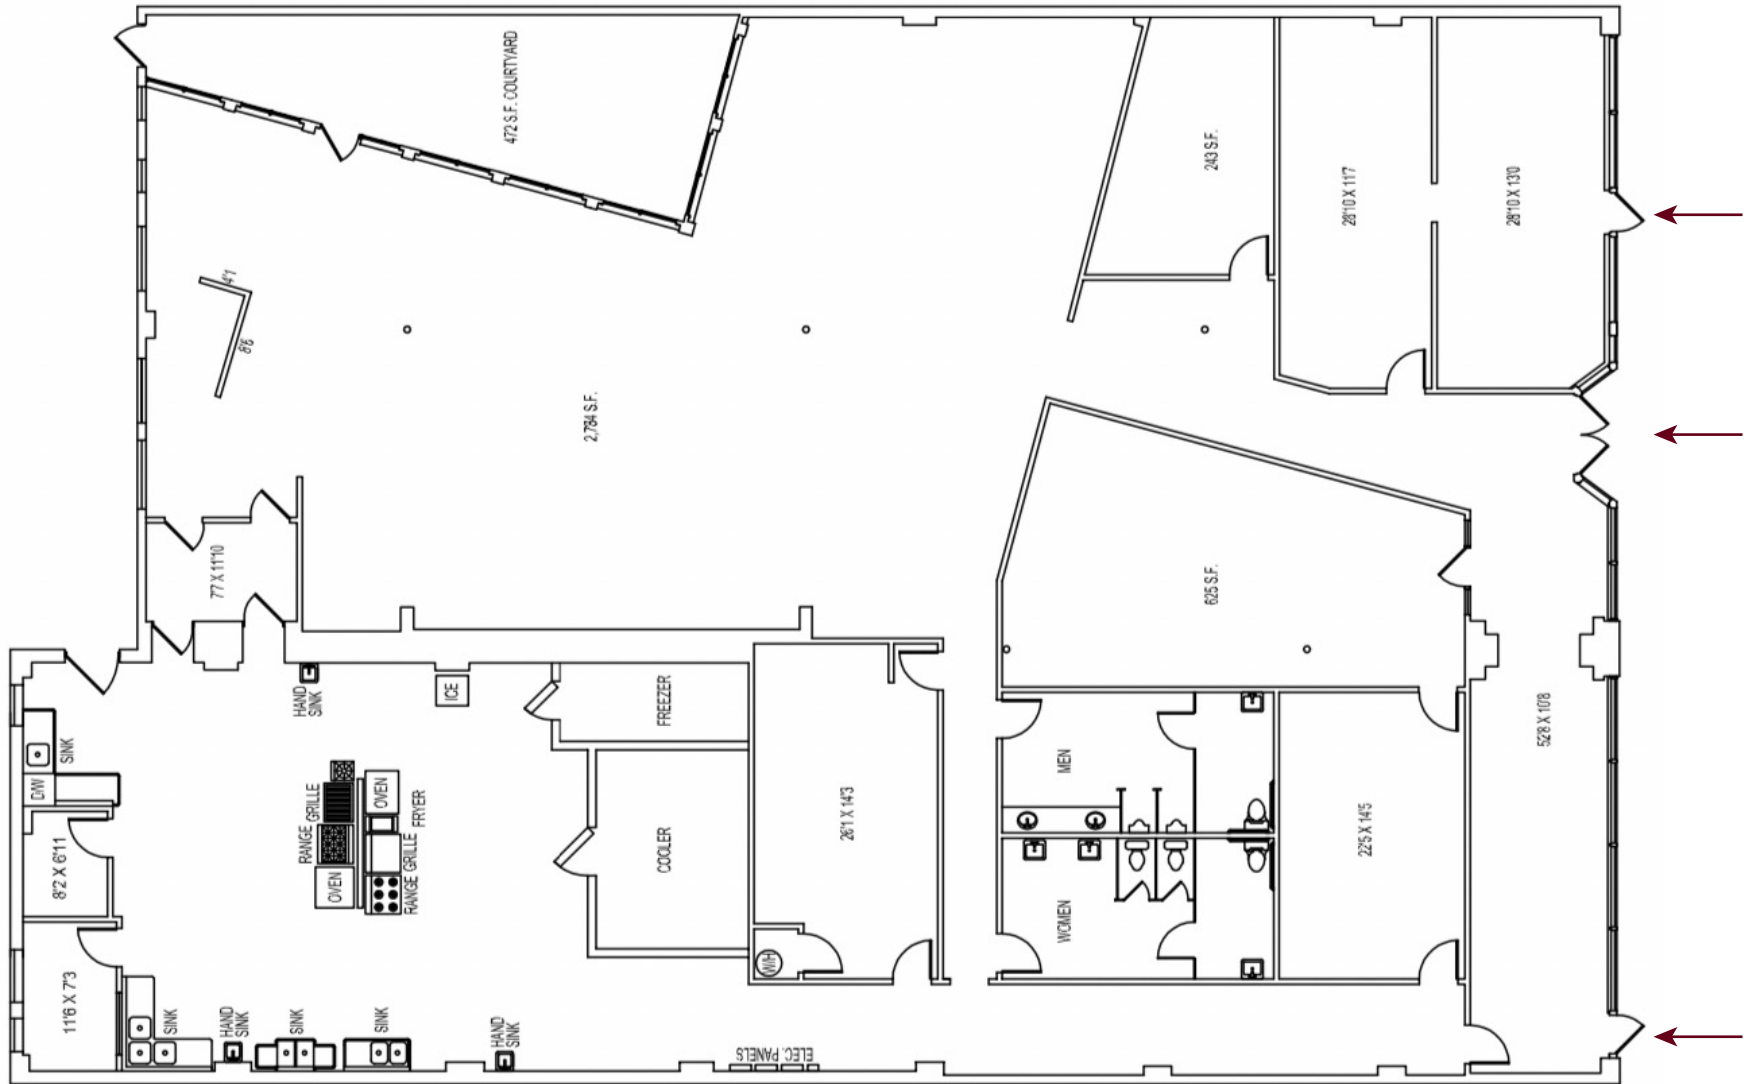 472 S.F. COURTYARD
243 S.F.
28'10 X 11'7
28'10 X 13'0
4'1
8'6
2,784 S.F.
7'7 X 11'10
625 S.F.
52'8 X 10'8
HAND
SINK
ICE
FREEZER
SINK
D/W
OVEN
GRILLE
RANGE
FRYER
GRILLE
RANGE
OVEN
COOLER
26'1 X 14'3
MEN
22'5 X 14'5
8'2 X 6'11
WOMEN
W/H
11'6 X 7'3
SINK
HAND
SINK
SINK
SINK
HAND
SINK
ELEC. PANELS